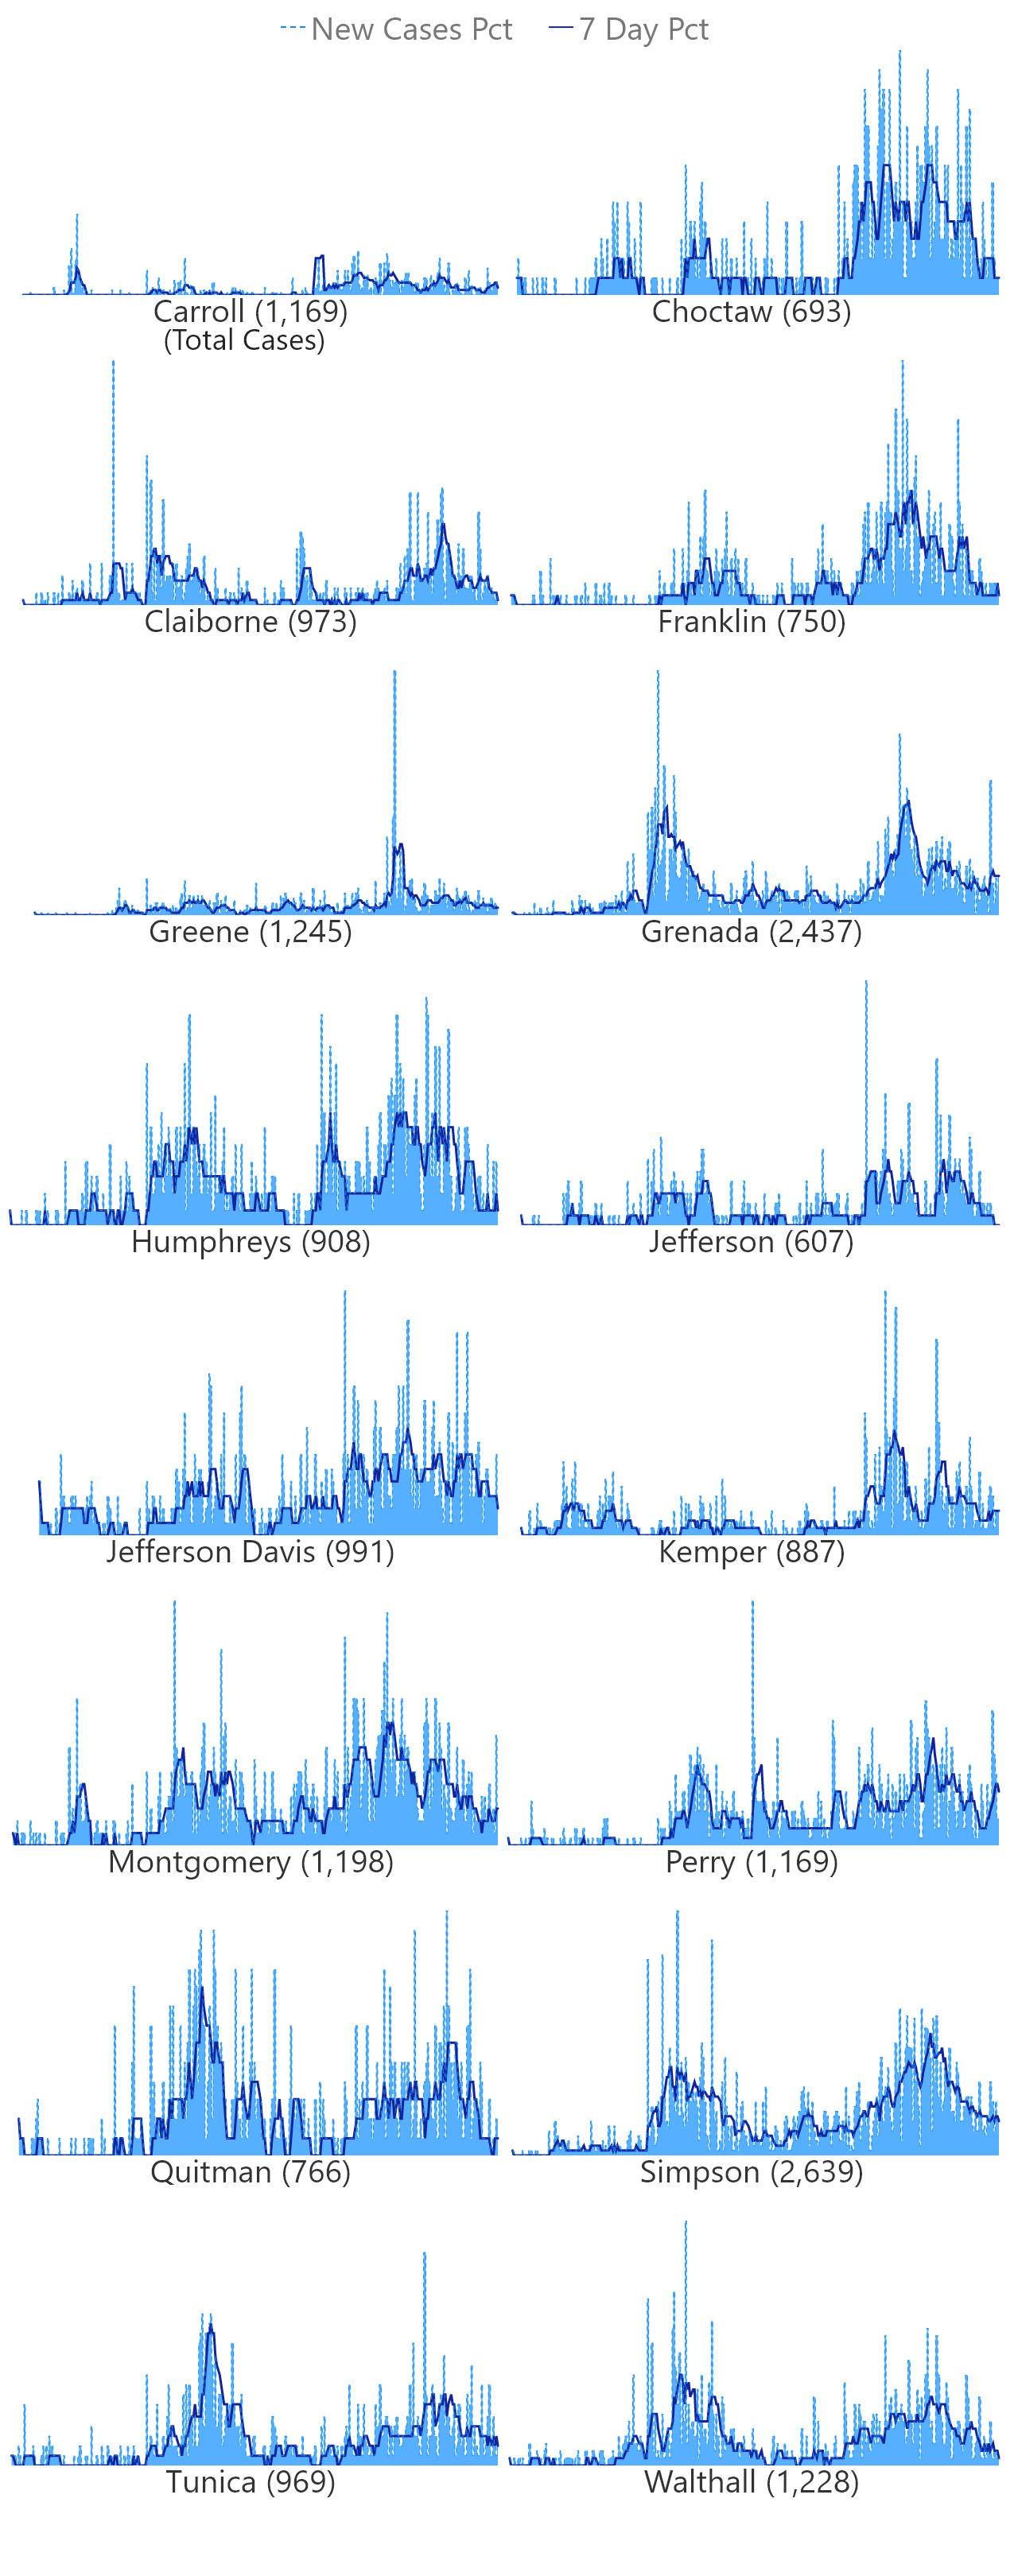 New Cases Pct 7 Day Pct
Carroll (1,169) Choctaw (693)
(Total Cases)
Claiborne (973) Franklin (750)
Greene (1,245) Grenada (2,437)
Humphreys (908) Jefferson (607)
Jefferson Davis (991) Kemper (887)
Montgomery (1,198) Perry (1,169)
Quitman (766) Simpson (2,639)
Tunica (969) Walthall (1,228)